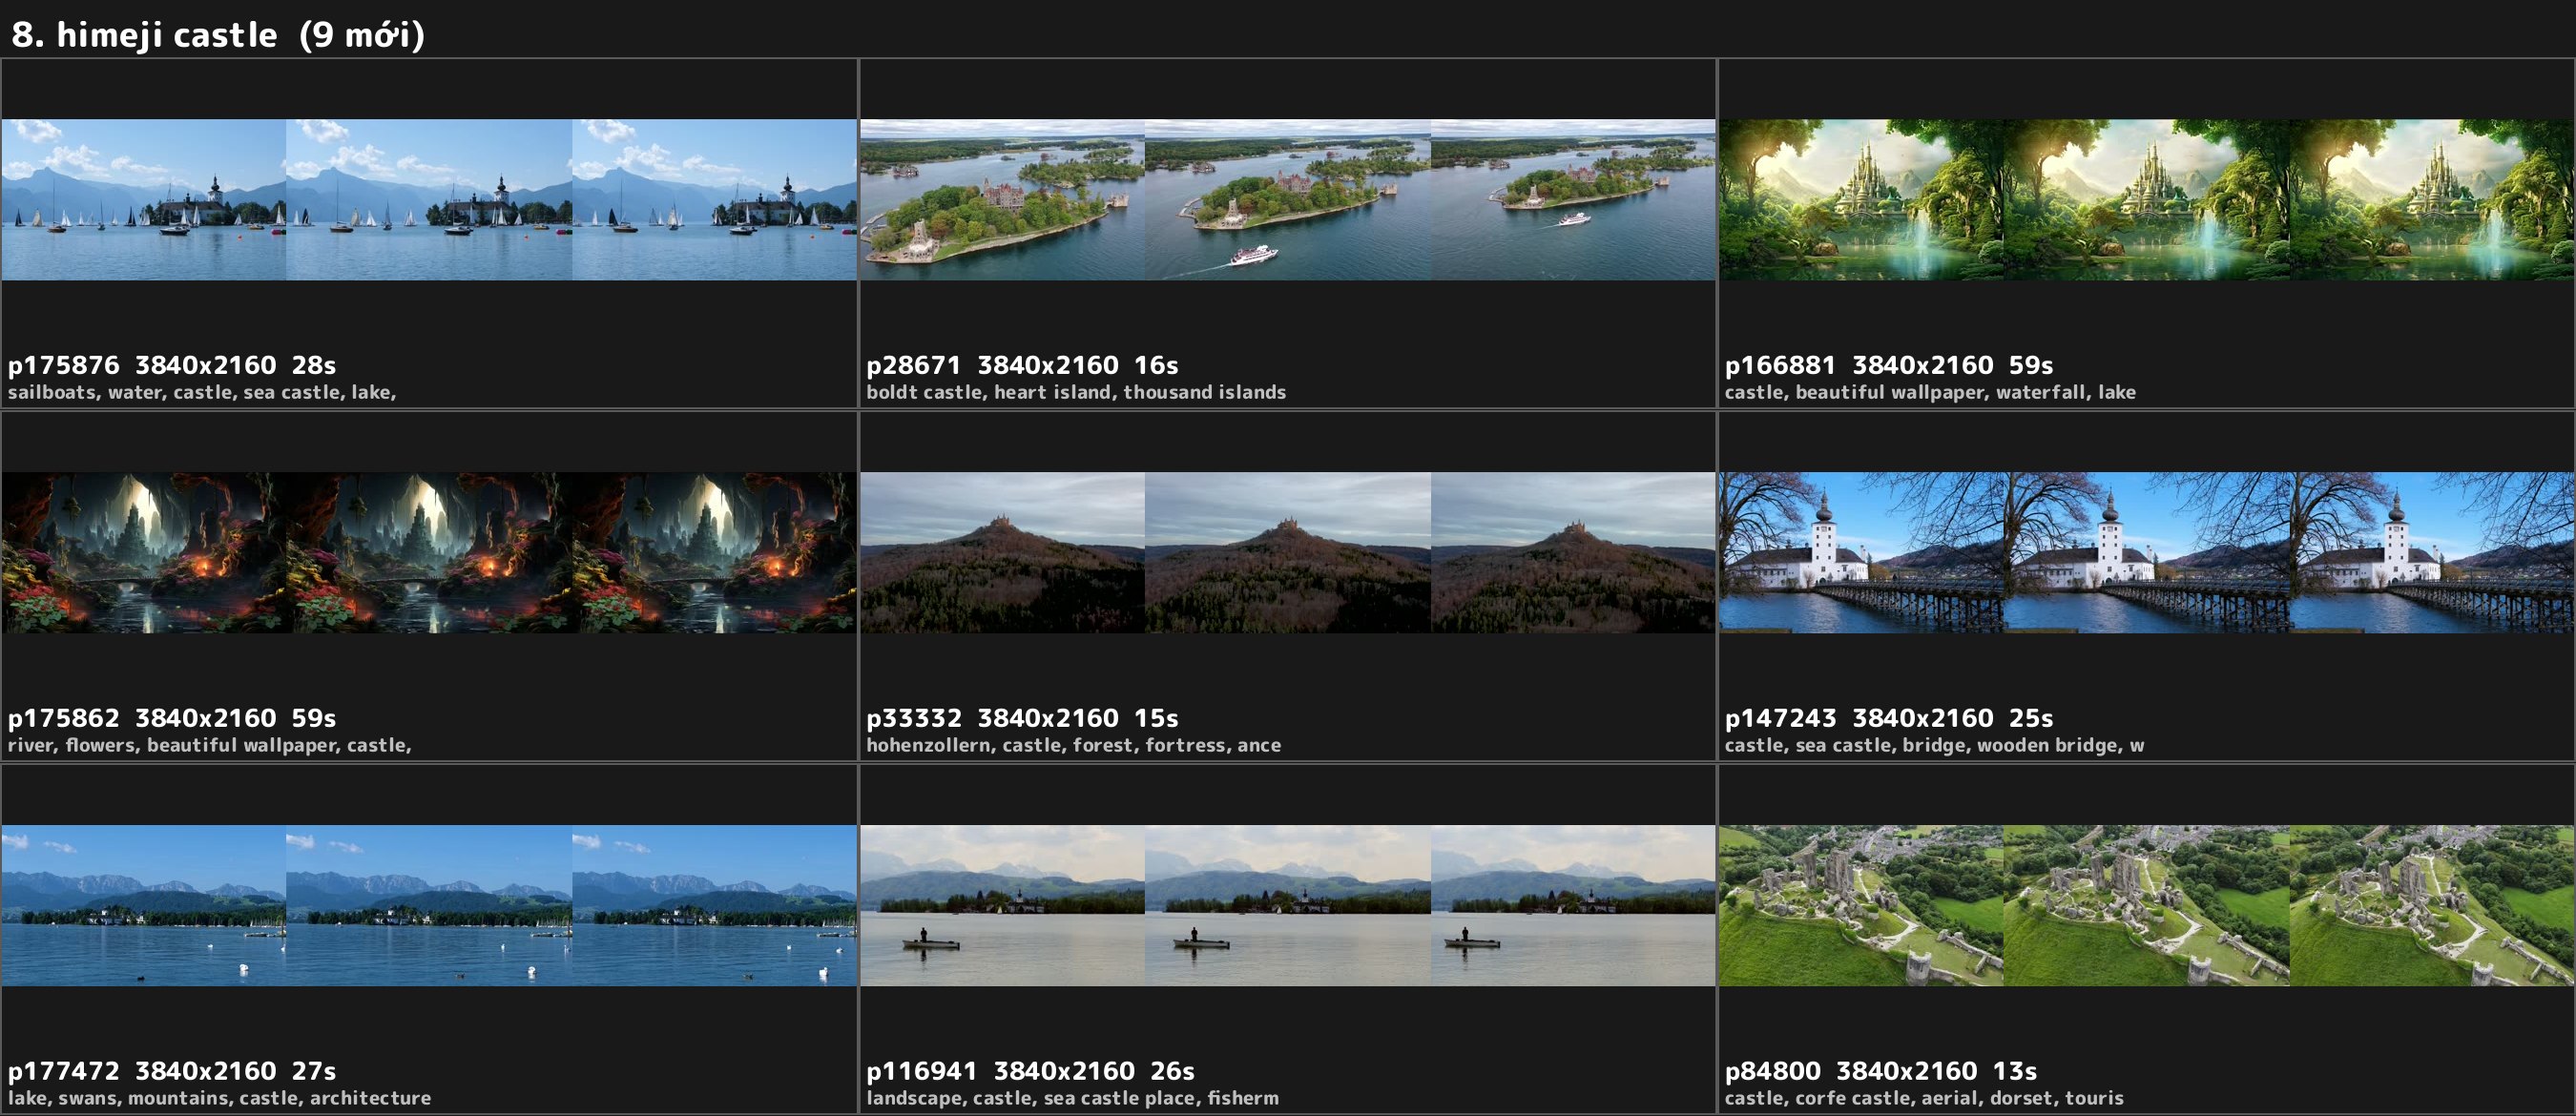 8. himeji castle (9 mới)
p175876 3840x2160 28s
sailboats, water, castle, sea castle, lake,
p28671 3840x2160 16s
boldt castle, heart island, thousand islands
p166881 3840x2160 59s
castle, beautiful wallpaper, waterfall, lake
p175862 3840x2160 59s
river, flowers, beautiful wallpaper, castle,
p33332 3840x2160 15s
hohenzollern, castle, forest, fortress, ance
p147243 3840x2160 25s
castle, sea castle, bridge, wooden bridge, w
p177472 3840x2160 27s
lake, swans, mountains, castle, architecture
p116941 3840x2160 26s
landscape, castle, sea castle place, fisherm
p84800 3840x2160 13s
castle, corfe castle, aerial, dorset, touris